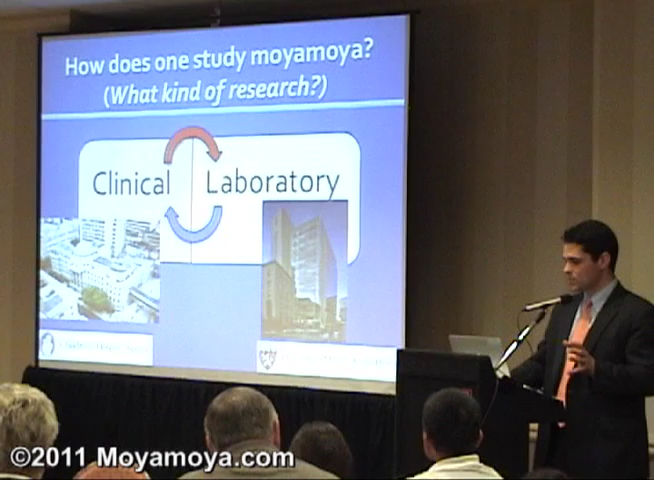 How does one study moyamoya?
(What kind of research?)
Clinical
Laboratory
©2011 Moyamoya.com